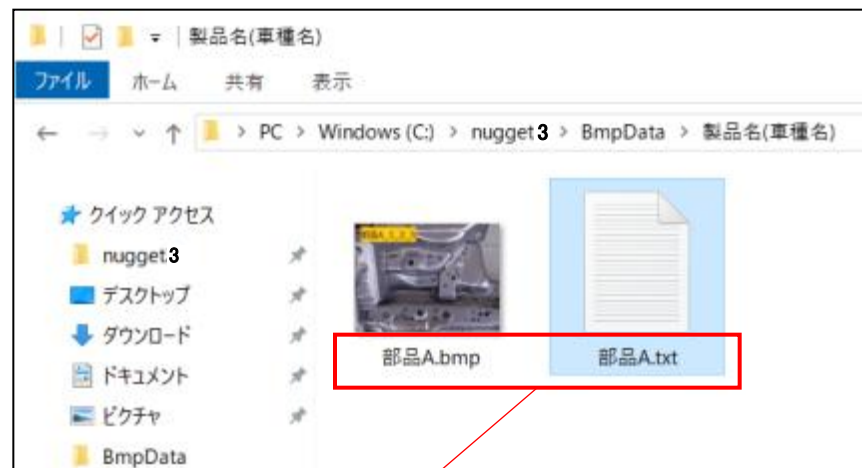 製品名(車種名)
ファイル ホーム 共有 表示
PC > Windows (C:) > nugget3 > BmpData > 製品名(車種名)
クイック アクセス
nugget3
デスクトップ
ダウンロード
ドキュメント
ピクチャ
BmpData
部品A.bmp 部品A.txt